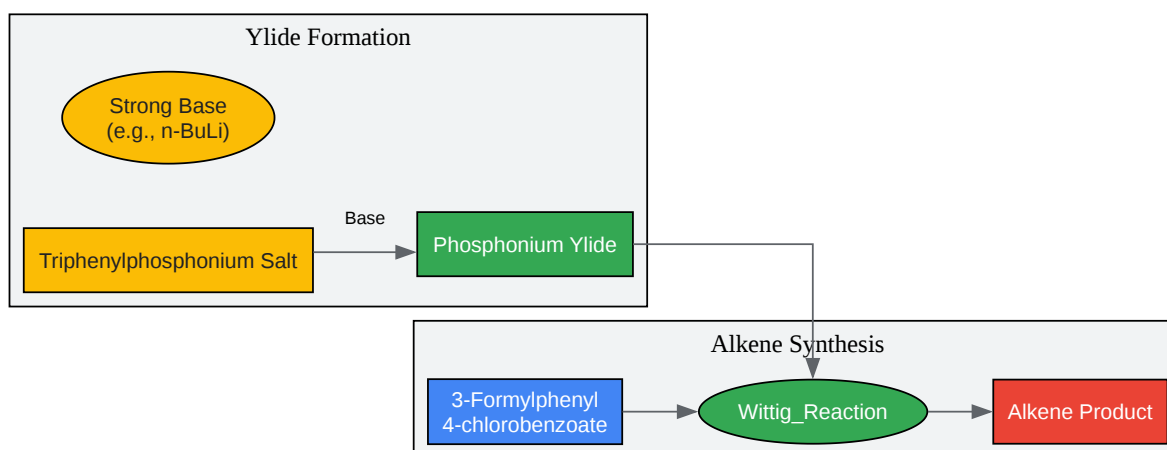 Ylide Formation
Strong Base
(e.g., n-BuLi)
Base
Triphenylphosphonium Salt
Phosphonium Ylide
Alkene Synthesis
3-Formylphenyl
4-chlorobenzoate
Wittig_Reaction
Alkene Product